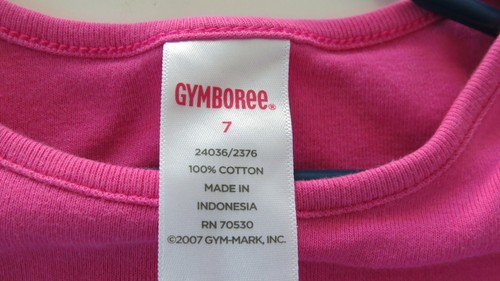 GYMBOREE®
7
24036/2376
100% COTTON
MADE IN
INDONESIA
RN 70530
©2007 GYM-MARK, INC.